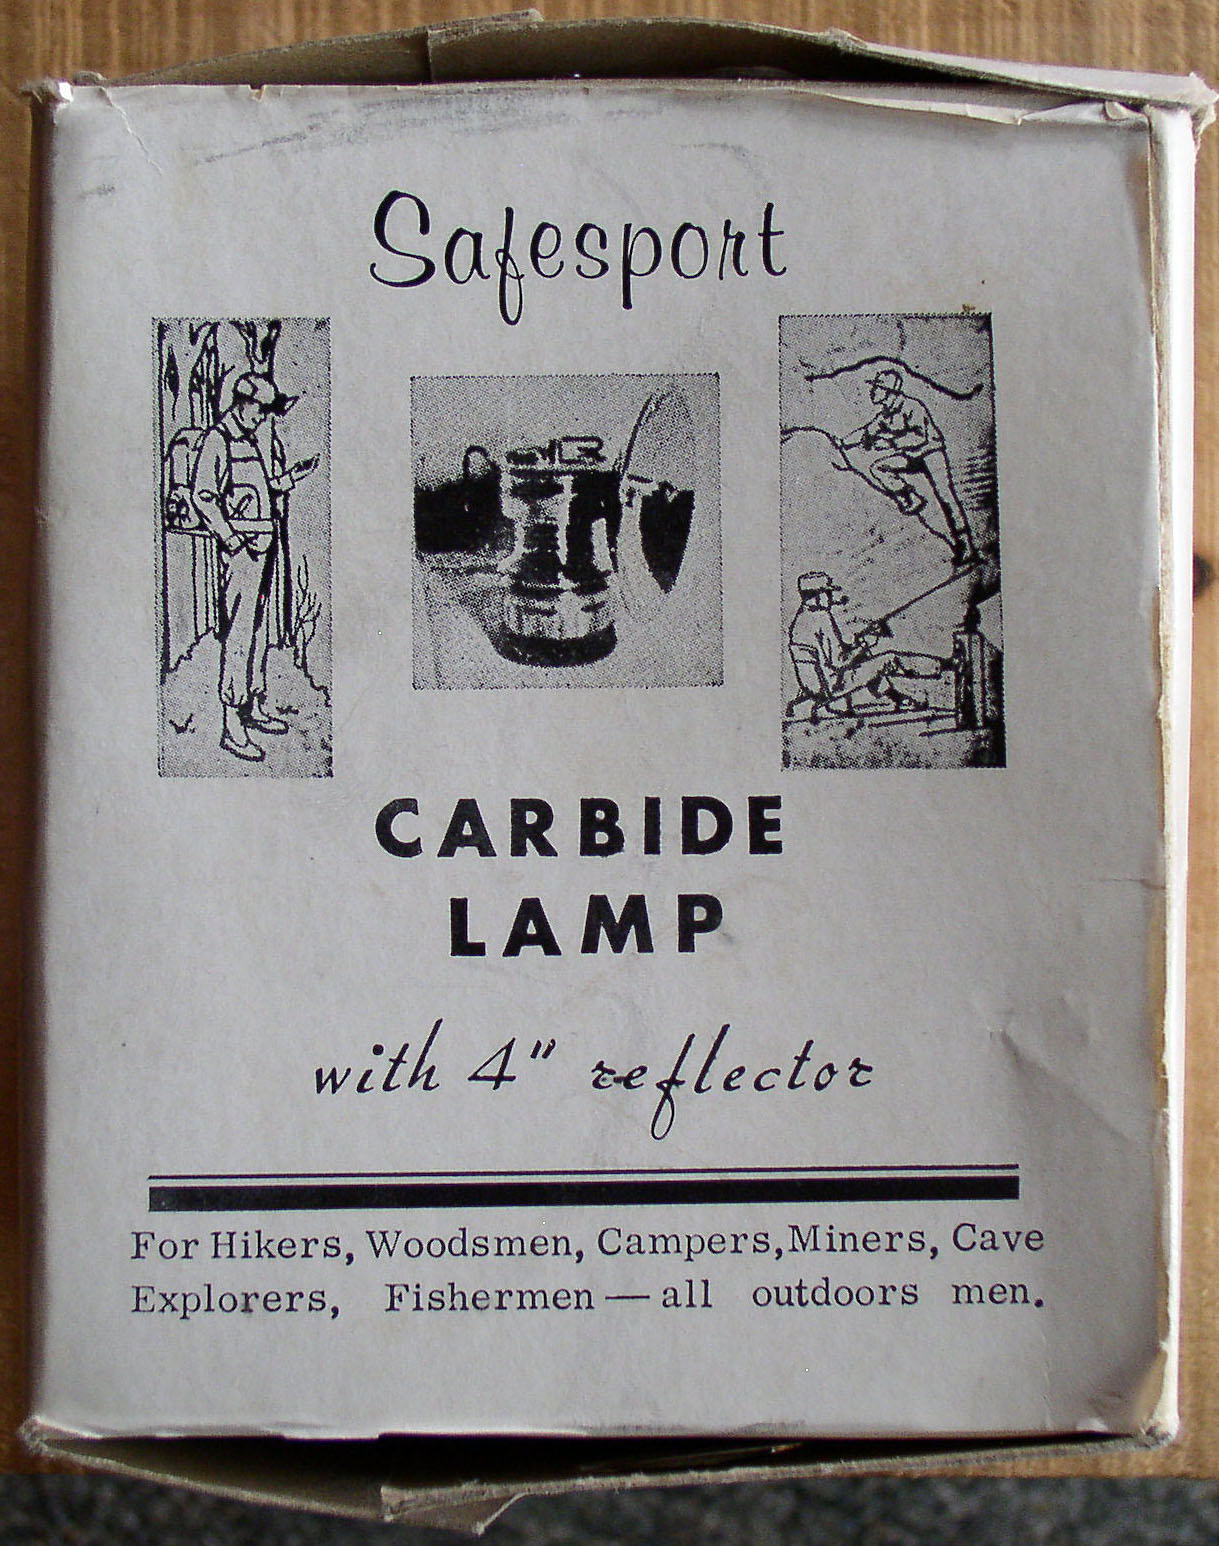 Safesport
CARBIDE
LAMP
with 4" reflector
For Hikers, Woodsmen, Campers, Miners, Cave
Explorers, Fishermen — all outdoors men.